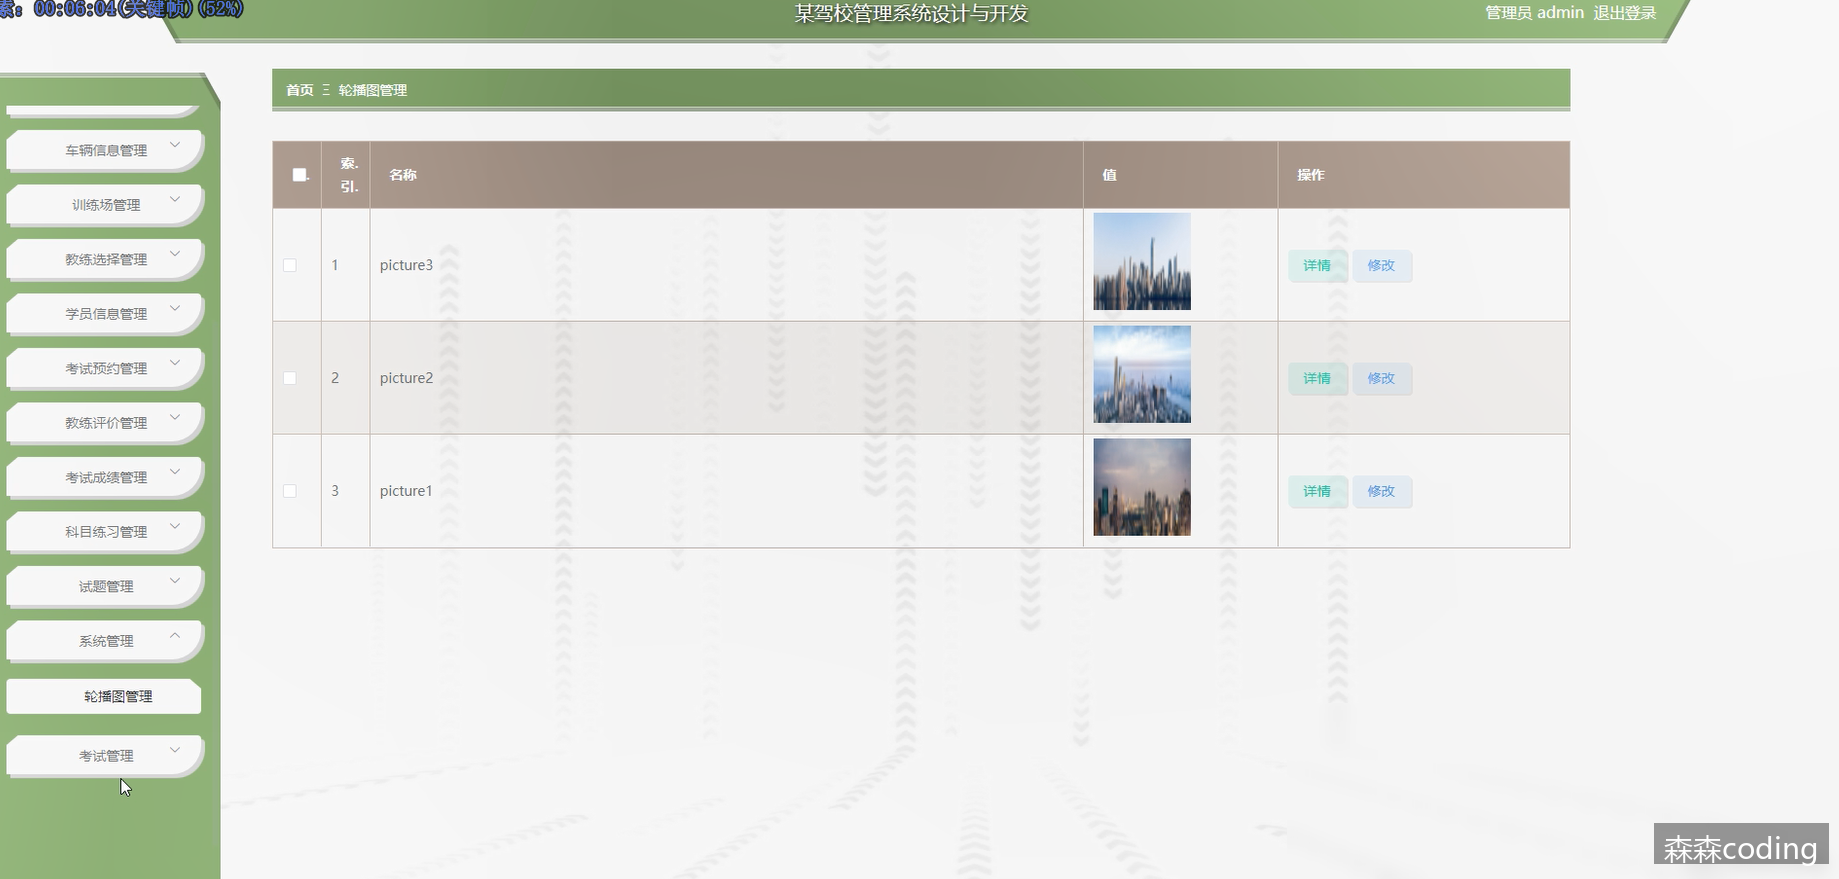 索: 00:06:04(关键帧)(52%)
某驾校管理系统设计与开发
管理员 admin 退出登录
首页 Ξ 轮播图管理
车辆信息管理
训练场管理
教练选择管理
学员信息管理
考试预约管理
教练评价管理
考试成绩管理
科目练习管理
试题管理
系统管理
轮播图管理
考试管理
索.
引. 名称 值 操作
1 picture3 详情 修改
2 picture2 详情 修改
3 picture1 详情 修改
森森coding